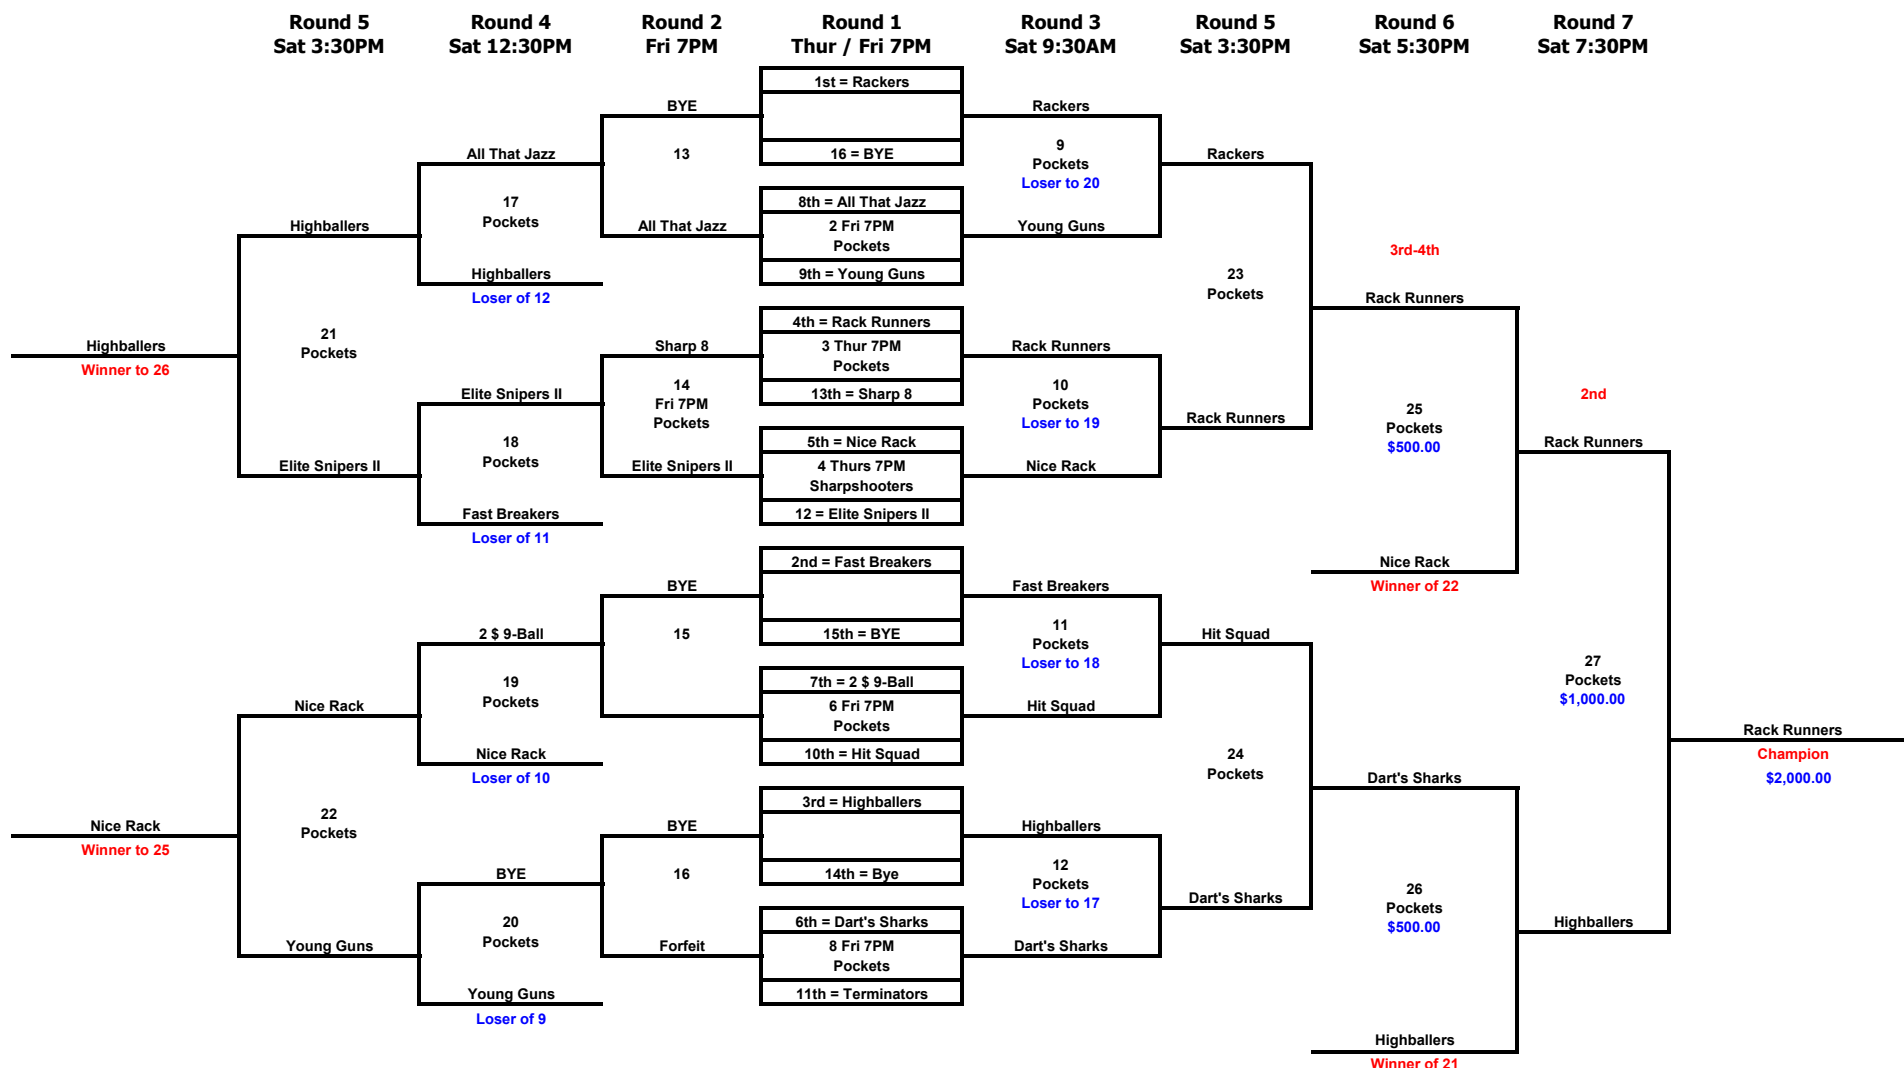 Round 5
Sat 3:30PM
Round 4
Sat 12:30PM
Round 2
Fri 7PM
Round 1
Thur / Fri 7PM
Round 3
Sat 9:30AM
Round 5
Sat 3:30PM
Round 6
Sat 5:30PM
Round 7
Sat 7:30PM
1st = Rackers
BYE
Rackers
13
16 = BYE
9
Pockets
Loser to 20
All That Jazz
Rackers
8th = All That Jazz
17
Pockets
Highballers
All That Jazz
2 Fri 7PM
Pockets
Young Guns
3rd-4th
Highballers
Loser of 12
9th = Young Guns
23
Pockets
Rack Runners
4th = Rack Runners
21
Pockets
Highballers
Winner to 26
Sharp 8
3 Thur 7PM
Pockets
Rack Runners
Elite Snipers II
14
Fri 7PM
Pockets
13th = Sharp 8
10
Pockets
Loser to 19
2nd
Rack Runners
25
Pockets
$500.00
18
Pockets
5th = Nice Rack
Rack Runners
Elite Snipers II
Elite Snipers II
4 Thurs 7PM
Sharpshooters
Nice Rack
Fast Breakers
Loser of 11
12 = Elite Snipers II
2nd = Fast Breakers
Nice Rack
Winner of 22
BYE
Fast Breakers
2 $ 9-Ball
15
15th = BYE
11
Pockets
Loser to 18
Hit Squad
27
Pockets
$1,000.00
19
Pockets
7th = 2 $ 9-Ball
Nice Rack
6 Fri 7PM
Pockets
Hit Squad
Rack Runners
Champion
$2,000.00
Nice Rack
Loser of 10
10th = Hit Squad
24
Pockets
Dart's Sharks
3rd = Highballers
22
Pockets
Nice Rack
Winner to 25
BYE
Highballers
BYE
16
14th = Bye
12
Pockets
Loser to 17
Dart's Sharks
26
Pockets
$500.00
20
Pockets
6th = Dart's Sharks
Highballers
Young Guns
Forfeit
8 Fri 7PM
Pockets
Dart's Sharks
Young Guns
Loser of 9
11th = Terminators
Highballers
Winner of 21